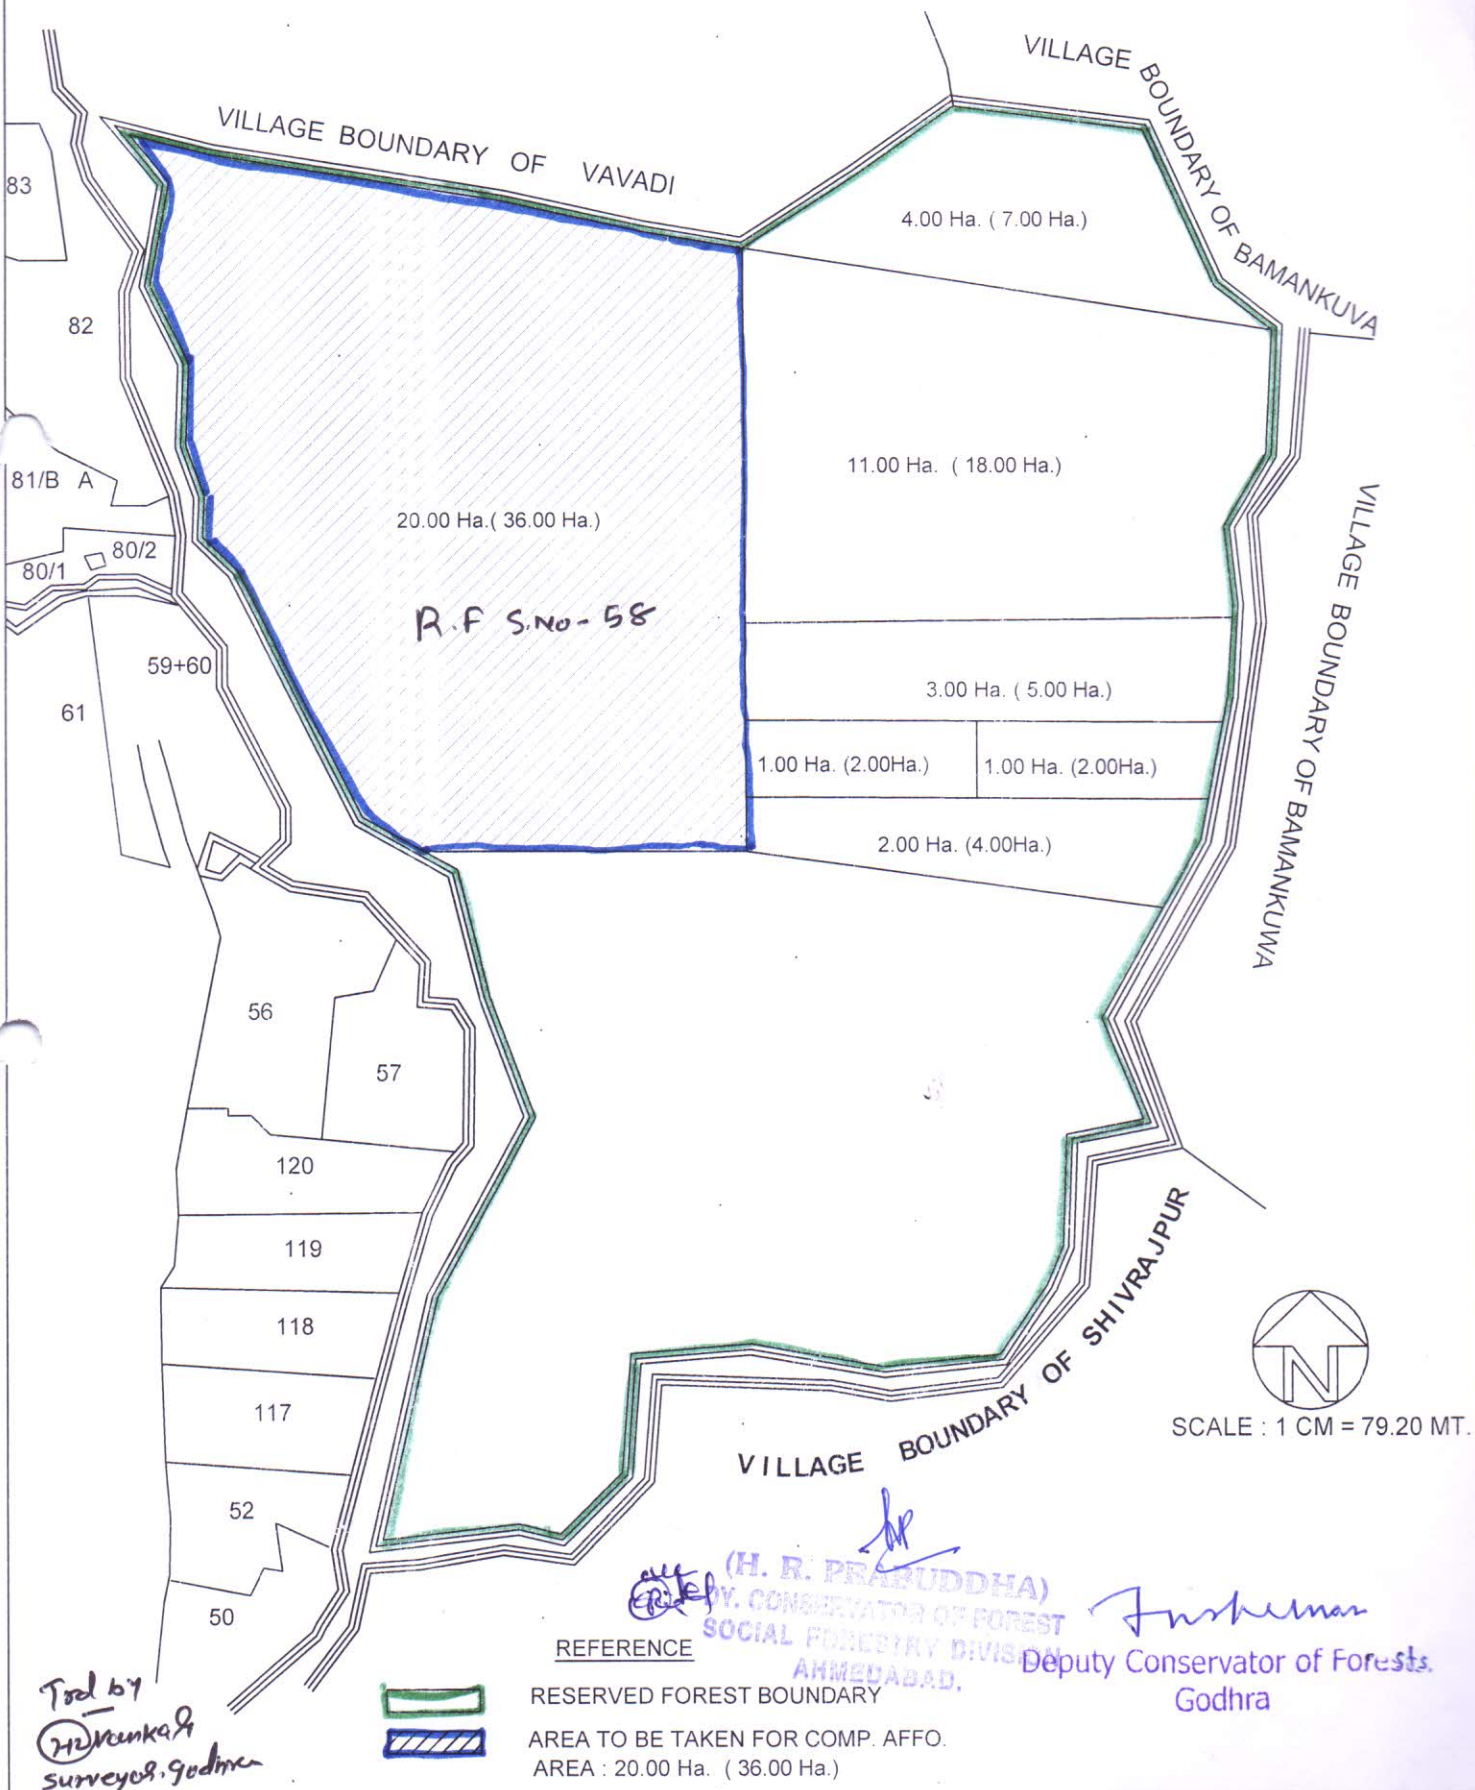 VILLAGE BOUNDARY OF VAVADI
VILLAGE BOUNDARY OF BAMANKUVA
83
4.00 Ha. ( 7.00 Ha.)
82
11.00 Ha. ( 18.00 Ha.)
81/B A
20.00 Ha.( 36.00 Ha.)
80/2
80/1
R.F S.No - 58
VILLAGE BOUNDARY OF BAMANKUWA
59+60
3.00 Ha. ( 5.00 Ha.)
61
1.00 Ha. (2.00Ha.)
1.00 Ha. (2.00Ha.)
2.00 Ha. (4.00Ha.)
56
57
120
119
118
117
52
50
VILLAGE BOUNDARY OF SHIVRAJPUR
N
SCALE : 1 CM = 79.20 MT.
(H. R. PRABUDDHA)
DY. CONSERVATOR OF FOREST
SOCIAL FORESTRY DIVISION
AHMEDABAD.
Deputy Conservator of Forests.
Godhra
REFERENCE
RESERVED FOREST BOUNDARY
AREA TO BE TAKEN FOR COMP. AFFO.
AREA : 20.00 Ha. ( 36.00 Ha.)
Trd by
surveyor, godhra